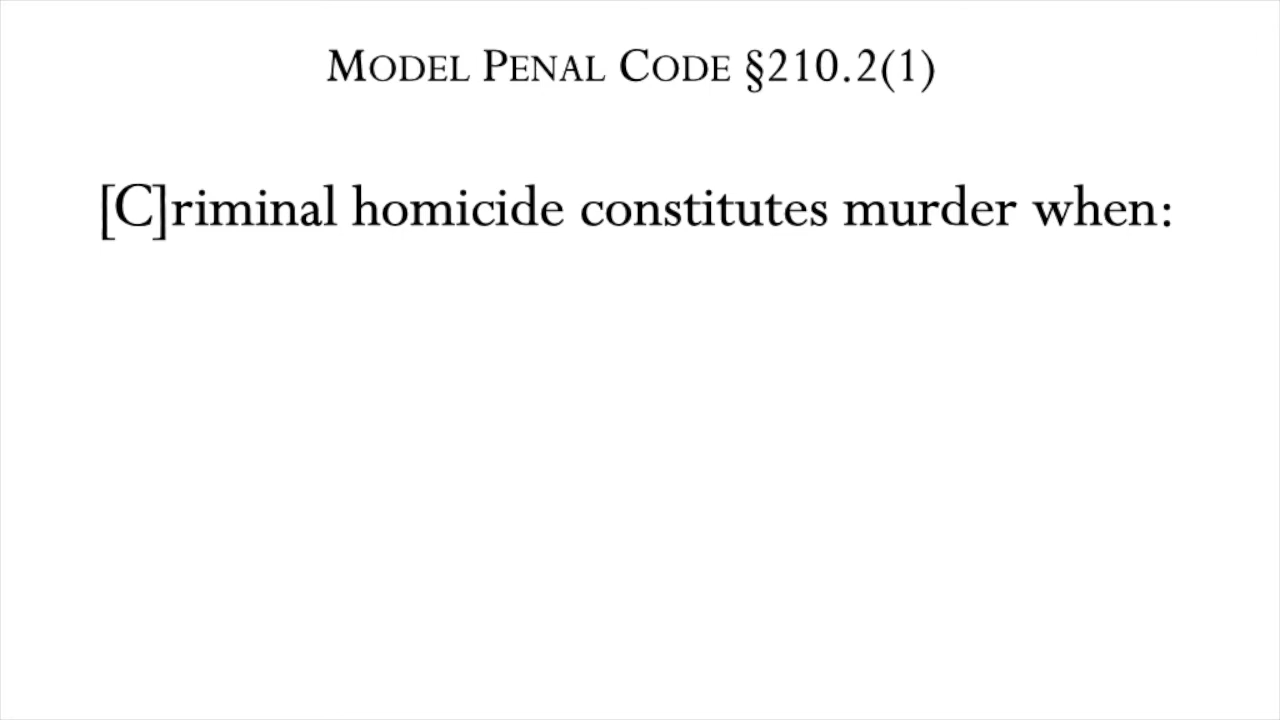 MODEL PENAL CODE §210.2(1)
[C]riminal homicide constitutes murder when: